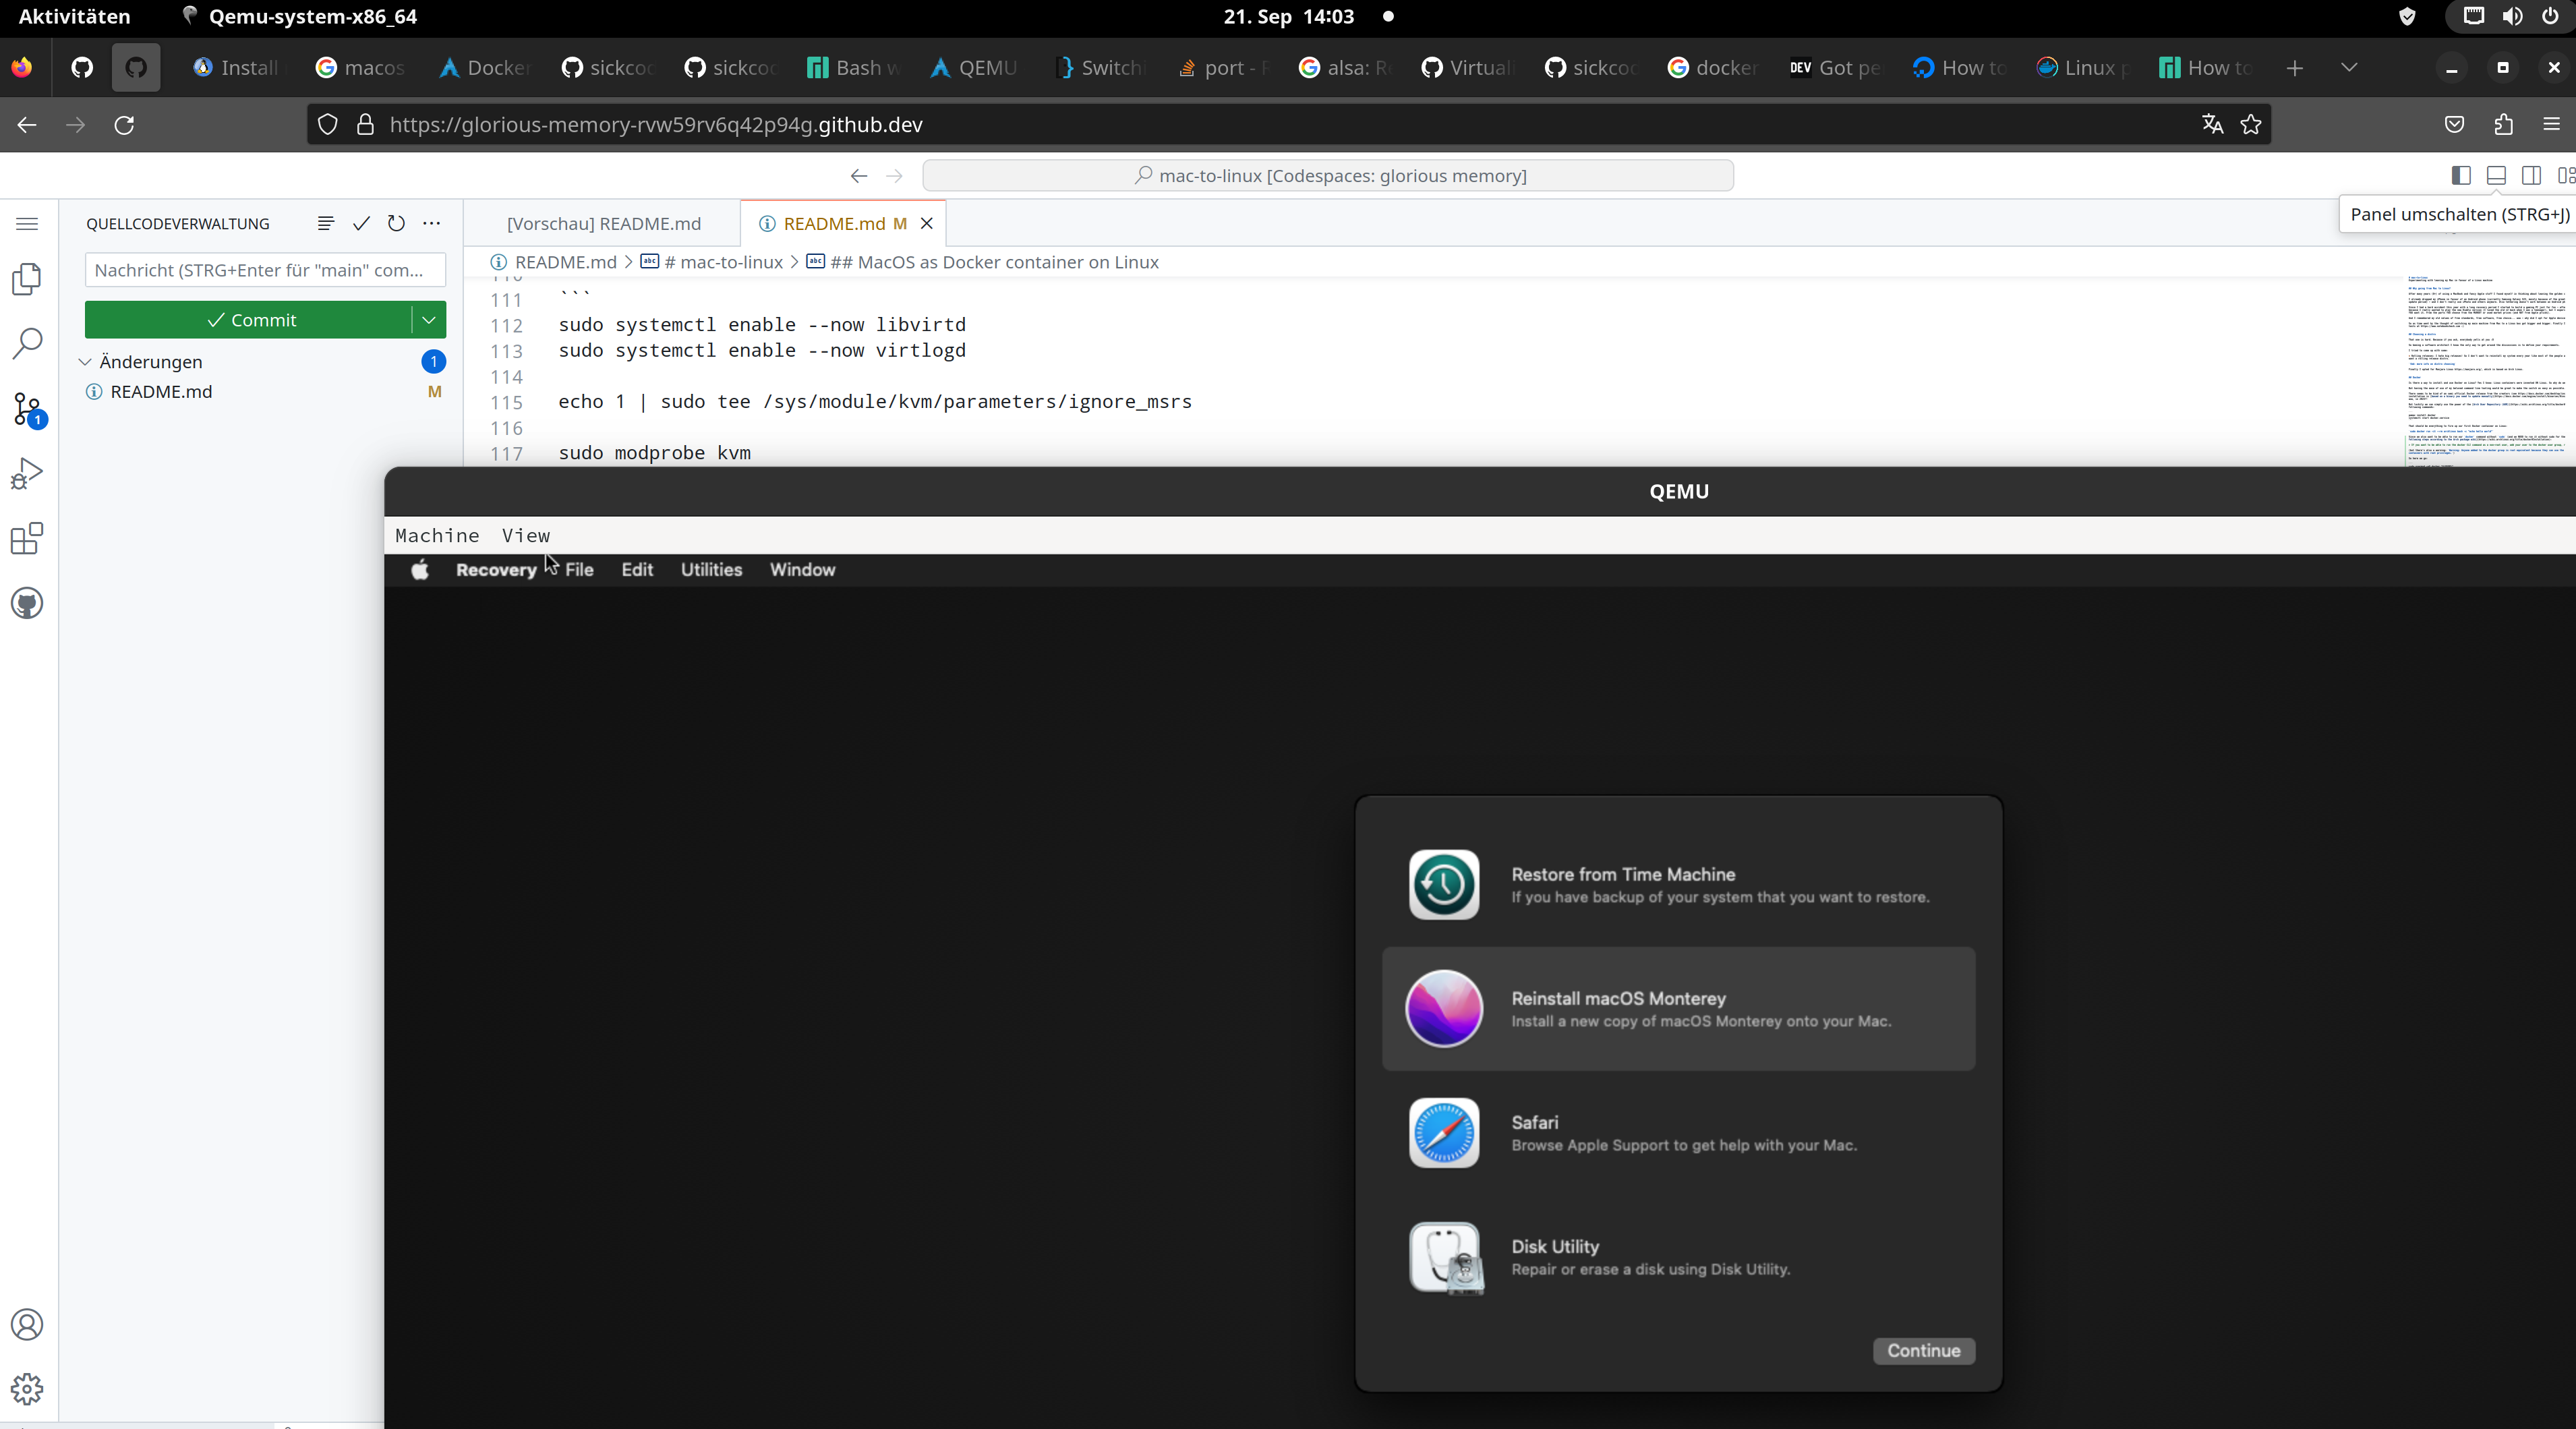 Aktivitäten Qemu-system-x86_64 21. Sep 14:03
Install macos Docker sickcoc sickcoc Bash w QEMU Switchi port - F alsa: Re Virtuali sickcoc docker DEV Got pe How to Linux p How to
https://glorious-memory-rvw59rv6q42p94g.github.dev
mac-to-linux [Codespaces: glorious memory]
Panel umschalten (STRG+J)
QUELLCODEVERWALTUNG
[Vorschau] README.md README.md M
README.md > # mac-to-linux > ## MacOS as Docker container on Linux
Nachricht (STRG+Enter für "main" com...
Commit
Änderungen 1
README.md M
1
110
111 ```
112 sudo systemctl enable --now libvirtd
113 sudo systemctl enable --now virtlogd
114
115 echo 1 | sudo tee /sys/module/kvm/parameters/ignore_msrs
116
117 sudo modprobe kvm
QEMU
Machine View
Recovery File Edit Utilities Window
Restore from Time Machine
If you have backup of your system that you want to restore.
Reinstall macOS Monterey
Install a new copy of macOS Monterey onto your Mac.
Safari
Browse Apple Support to get help with your Mac.
Disk Utility
Repair or erase a disk using Disk Utility.
Continue